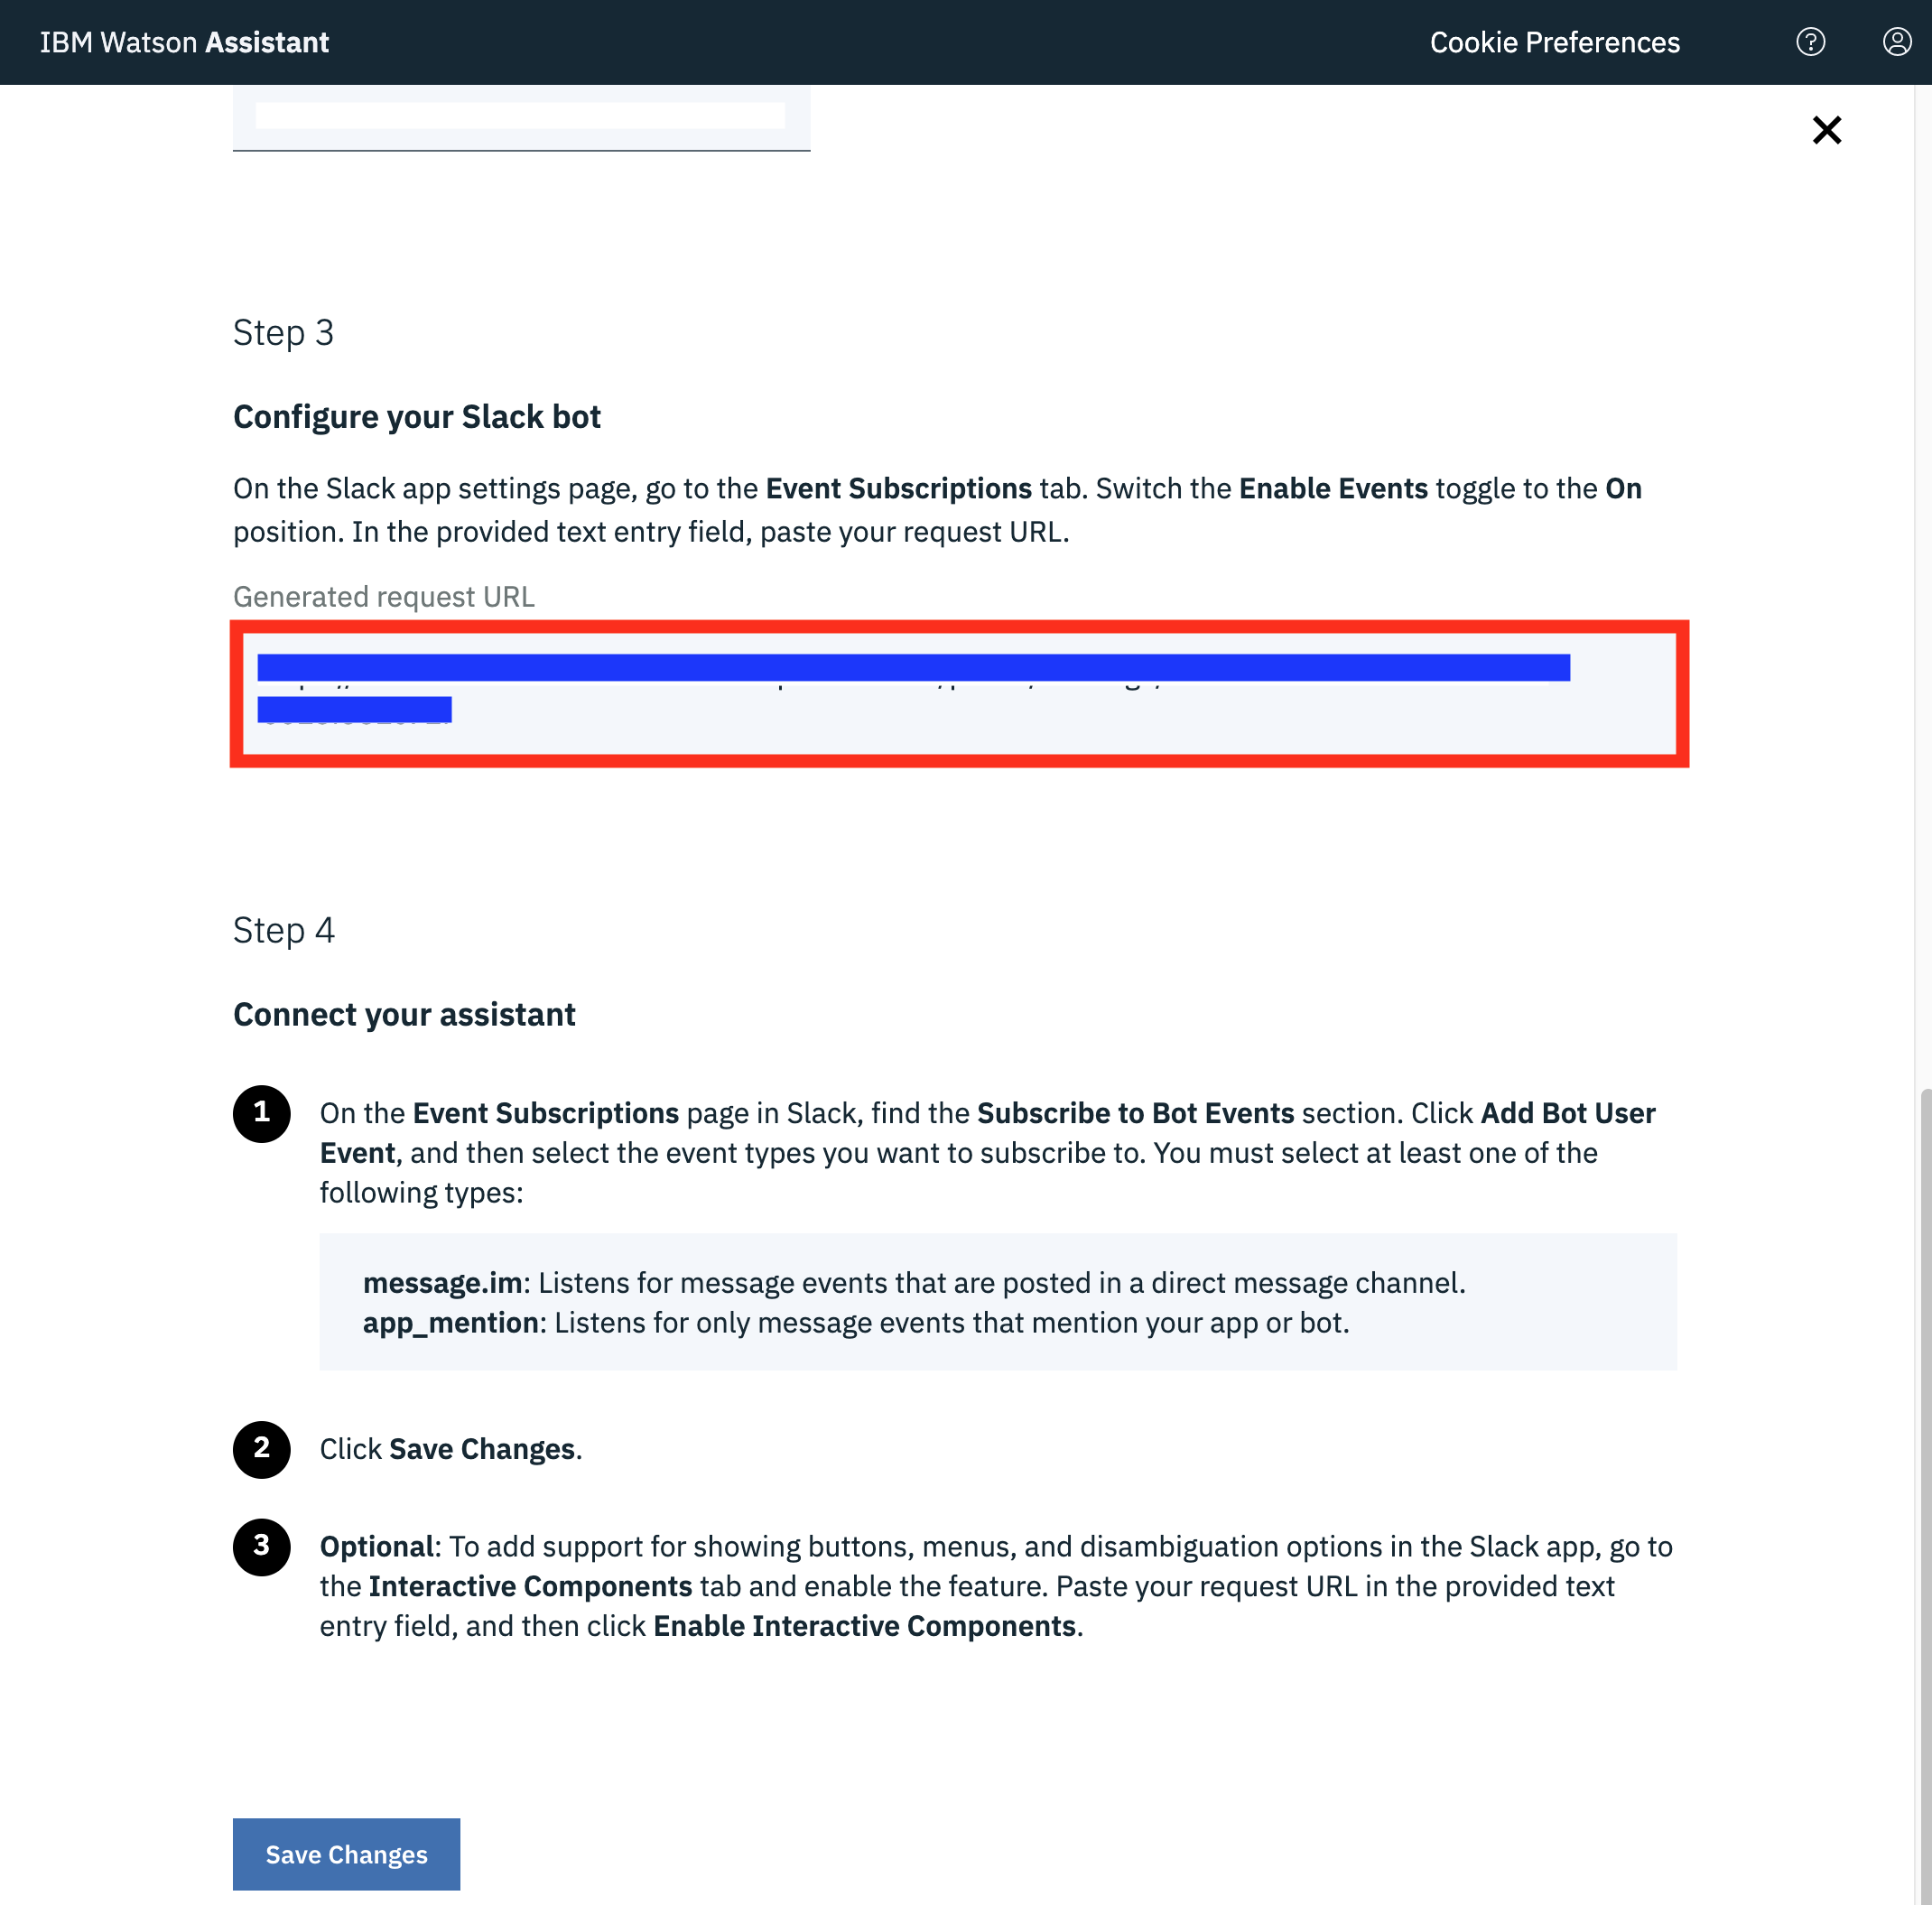 IBM Watson Assistant
Cookie Preferences
Step 3
Configure your Slack bot
On the Slack app settings page, go to the Event Subscriptions tab. Switch the Enable Events toggle to the On
position. In the provided text entry field, paste your request URL.
Generated request URL
Step 4
Connect your assistant
1
On the Event Subscriptions page in Slack, find the Subscribe to Bot Events section. Click Add Bot User
Event, and then select the event types you want to subscribe to. You must select at least one of the
following types:
message.im: Listens for message events that are posted in a direct message channel.
app_mention: Listens for only message events that mention your app or bot.
2
Click Save Changes.
3
Optional: To add support for showing buttons, menus, and disambiguation options in the Slack app, go to
the Interactive Components tab and enable the feature. Paste your request URL in the provided text
entry field, and then click Enable Interactive Components.
Save Changes